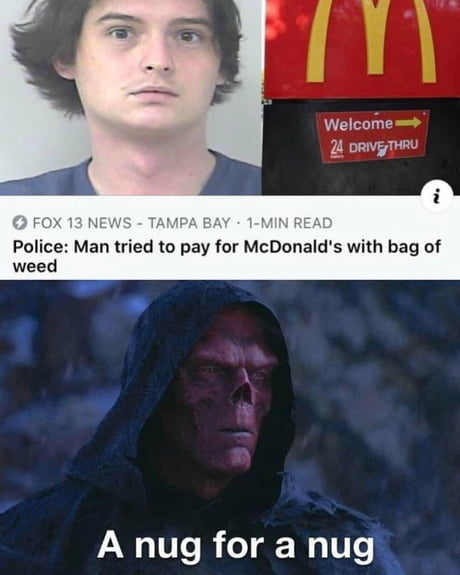 Welcome
24 DRIVE-THRU
hours
i
FOX 13 NEWS - TAMPA BAY · 1-MIN READ
Police: Man tried to pay for McDonald's with bag of
weed
A nug for a nug